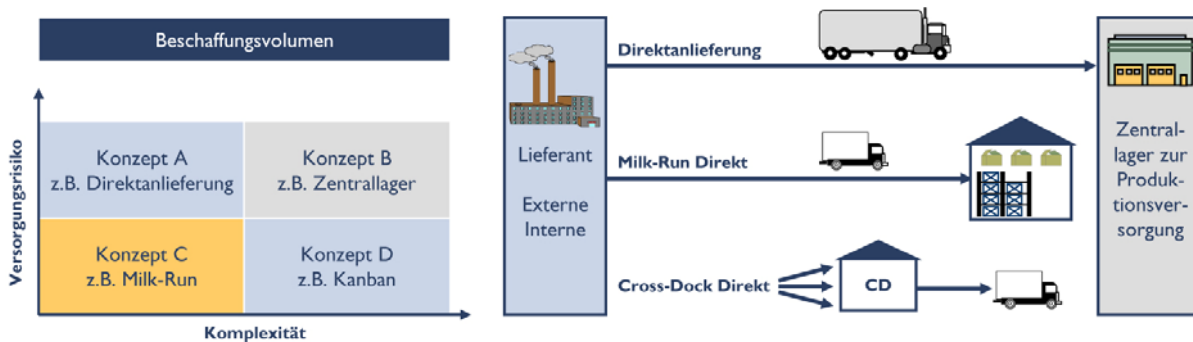 Beschaffungsvolumen
Versorgungsrisiko
Konzept A
z.B. Direktanlieferung
Konzept B
z.B. Zentrallager
Konzept C
z.B. Milk-Run
Konzept D
z.B. Kanban
Komplexität
Lieferant
Externe
Interne
Direktanlieferung
Milk-Run Direkt
Cross-Dock Direkt
CD
Zentral-
lager zur
Produk-
tionsver-
sorgung